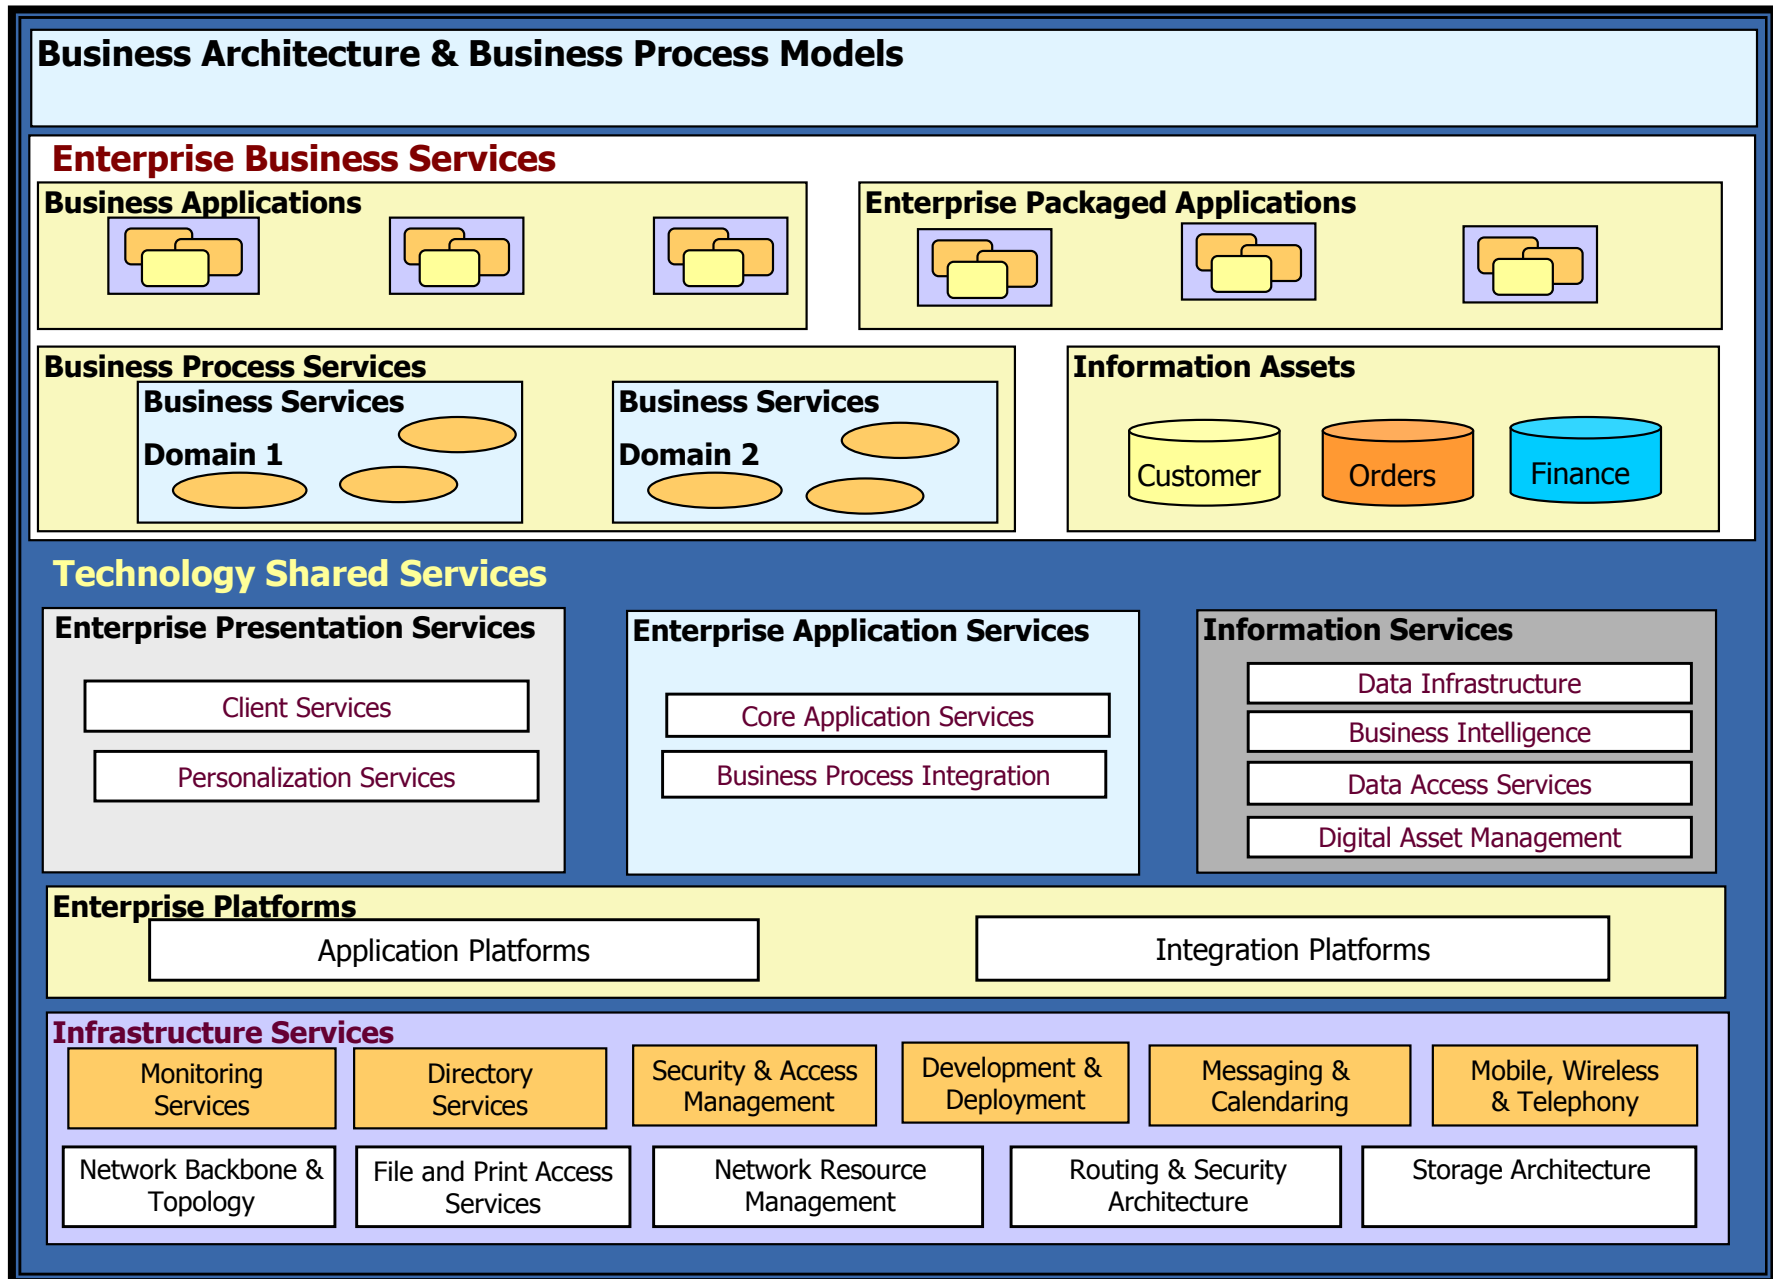 Business Architecture & Business Process Models
Enterprise Business Services
Business Applications
Enterprise Packaged Applications
Business Process Services
Business Services
Domain 1
Business Services
Domain 2
Information Assets
Customer
Orders
Finance
Technology Shared Services
Enterprise Presentation Services
Client Services
Personalization Services
Enterprise Application Services
Core Application Services
Business Process Integration
Information Services
Data Infrastructure
Business Intelligence
Data Access Services
Digital Asset Management
Enterprise Platforms
Application Platforms
Integration Platforms
Infrastructure Services
Monitoring
Services
Directory
Services
Security & Access
Management
Development &
Deployment
Messaging &
Calendaring
Mobile, Wireless
& Telephony
Network Backbone &
Topology
File and Print Access
Services
Network Resource
Management
Routing & Security
Architecture
Storage Architecture